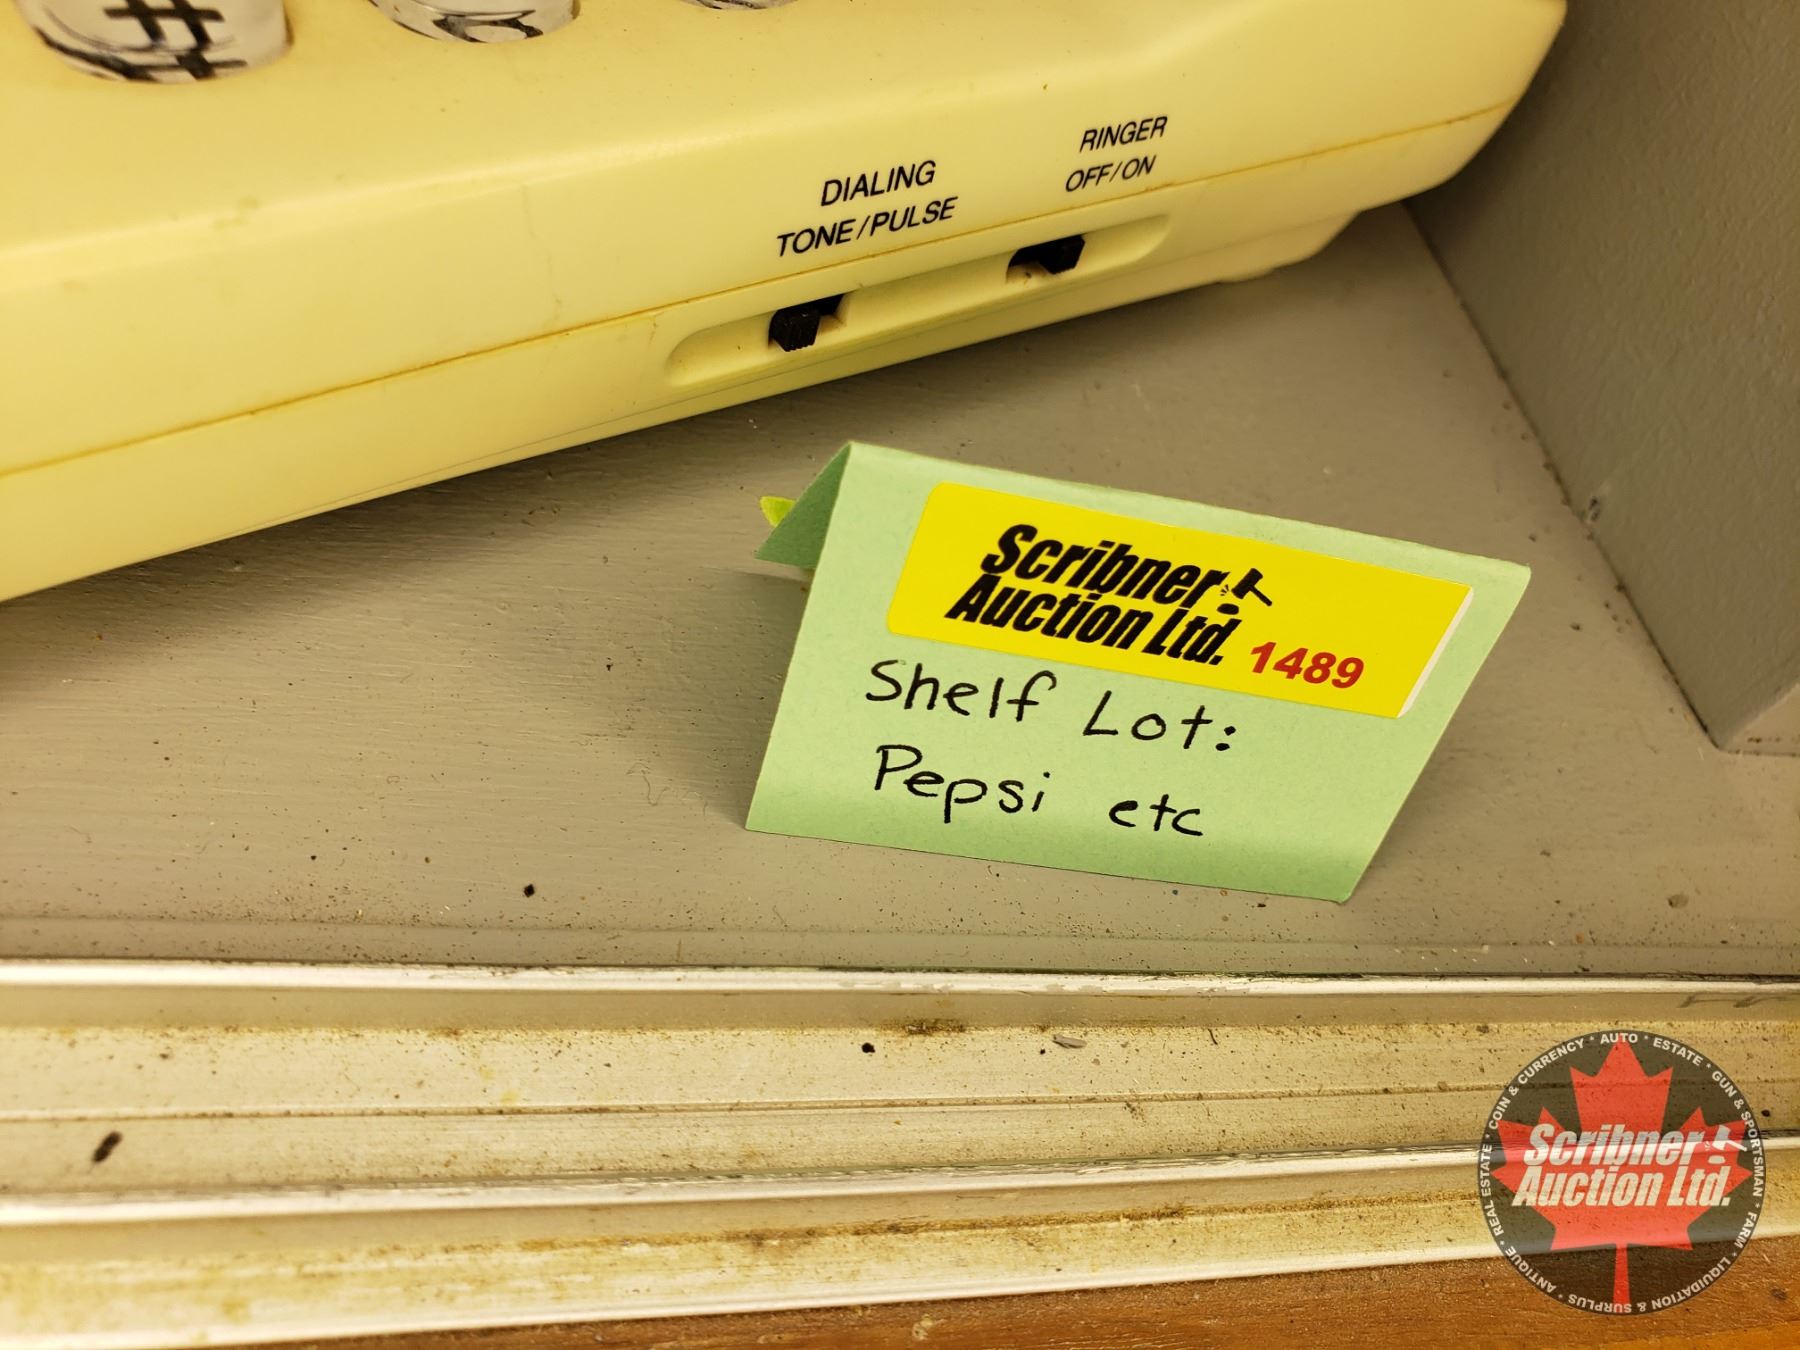 #
DIALING
TONE/PULSE
RINGER
OFF/ON
Scribner
Auction Ltd.
1489
Shelf Lot:
Pepsi etc
COIN & CURRENCY * AUTO * ESTATE * GUN & SPORTSMAN * FARM * LIQUIDATION & SURPLUS * ANTIQUE * REAL ESTATE *
Scribner
Auction Ltd.